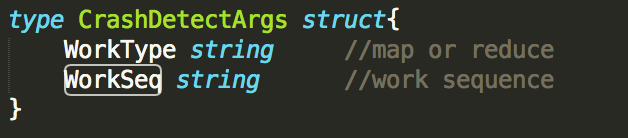 type CrashDetectArgs struct{
    WorkType string      //map or reduce
    WorkSeq string      //work sequence
}